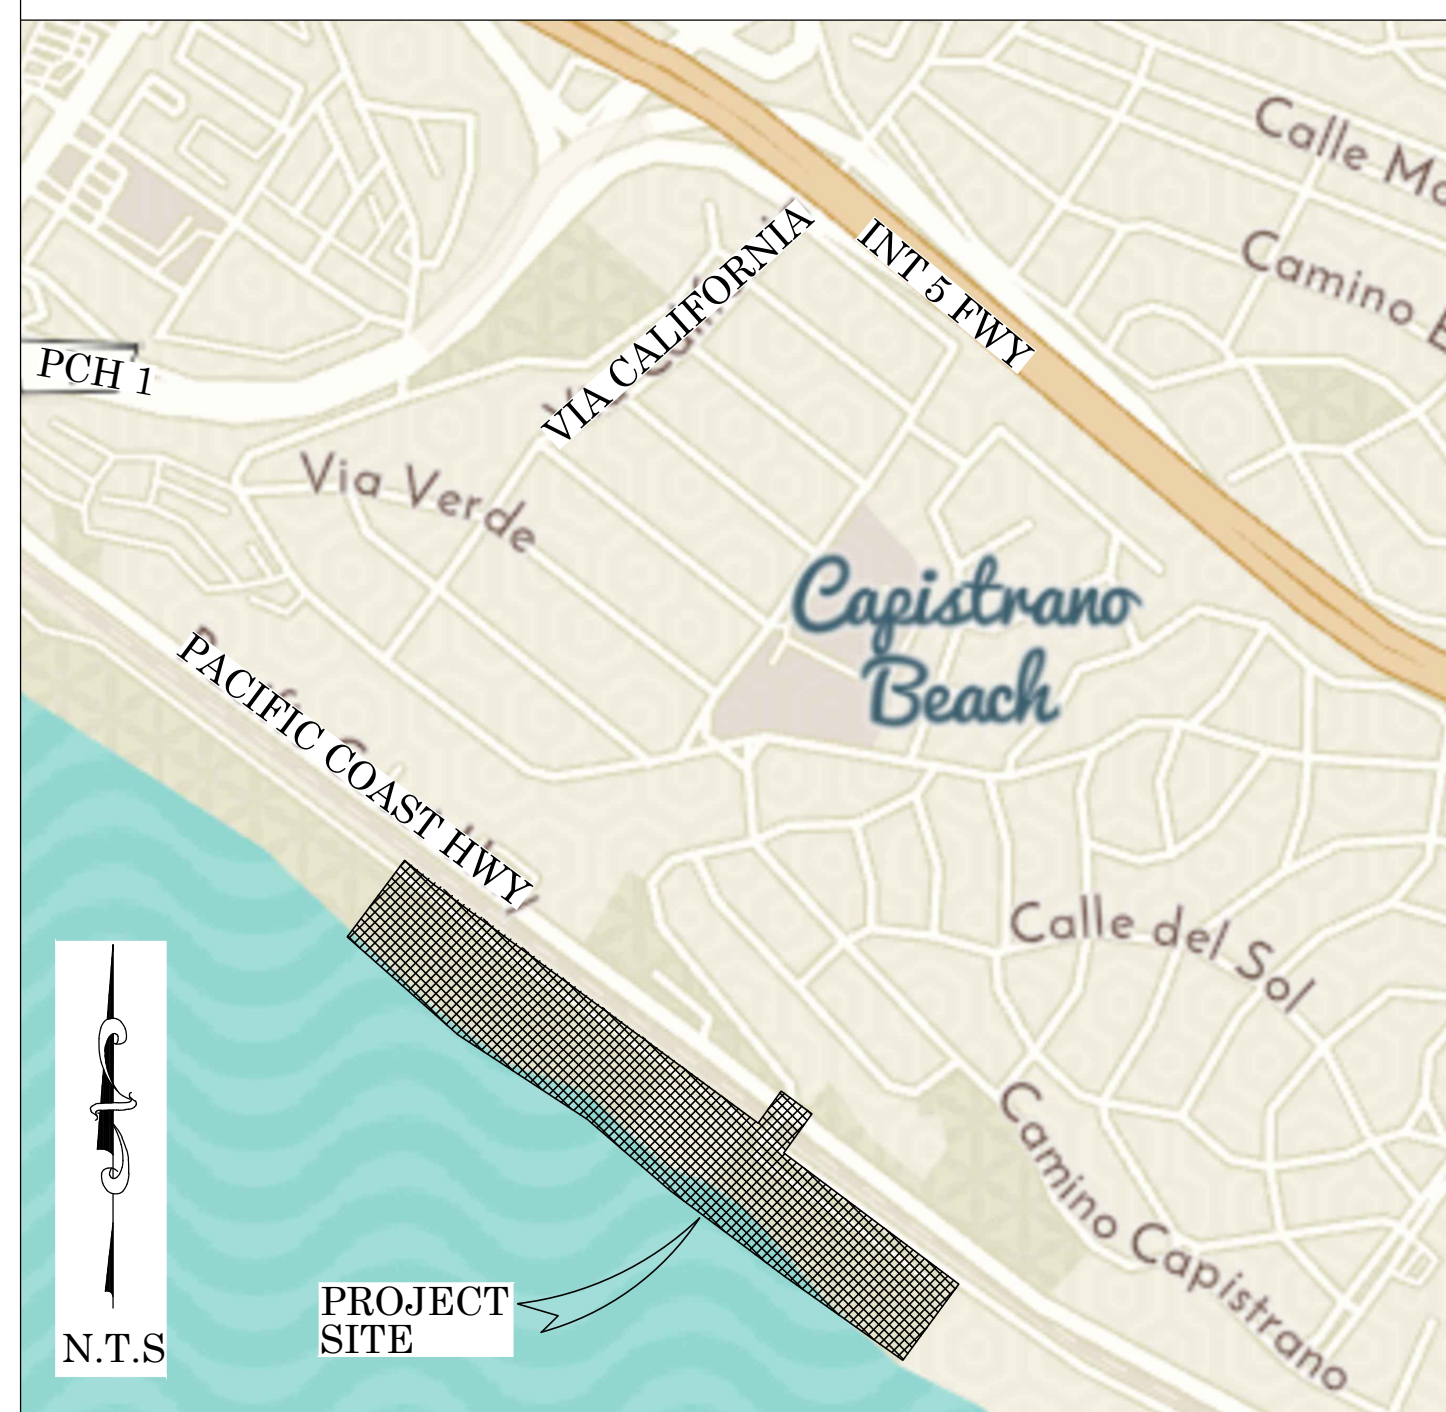 Calle Mo
Camino E
VIA CALIFORNIA
INT 5 FWY
PCH 1
Via Verde
Capistrano
Beach
PACIFIC COAST HWY
Calle del Sol
Camino Capistrano
PROJECT
SITE
N.T.S